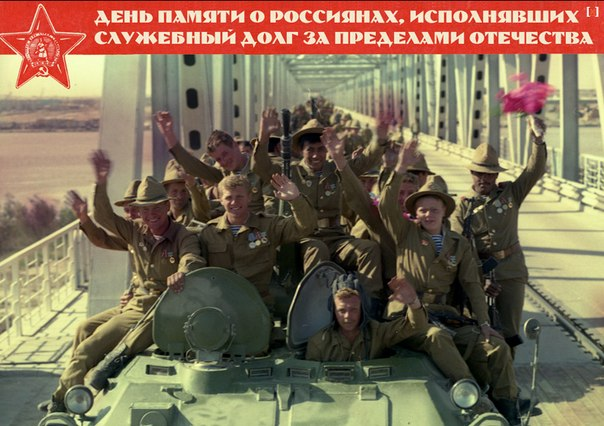 ДЕНЬ ПАМЯТИ О РОССИЯНАХ, ИСПОЛНЯВШИХ
СЛУЖЕБНЫЙ ДОЛГ ЗА ПРЕДЕЛАМИ ОТЕЧЕСТВА